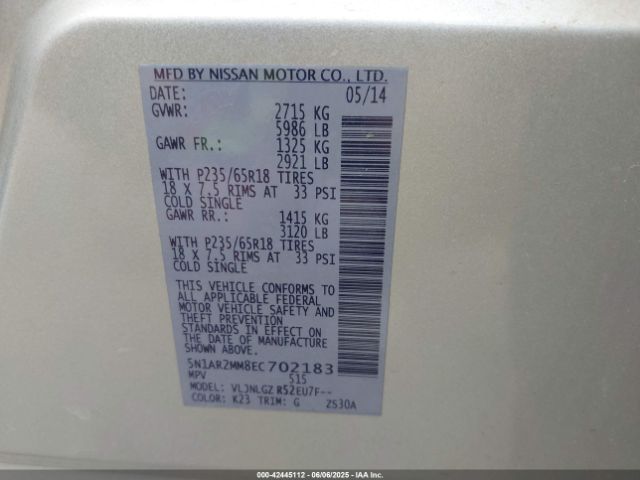 MFD BY NISSAN MOTOR CO., LTD.
DATE: 05/14
GVWR: 2715 KG
5986 LB
GAWR FR.: 1325 KG
2921 LB
WITH P235/65R18 TIRES
18 X 7.5 RIMS AT 33 PSI
COLD SINGLE
GAWR RR.: 1415 KG
3120 LB
WITH P235/65R18 TIRES
18 X 7.5 RIMS AT 33 PSI
COLD SINGLE
THIS VEHICLE CONFORMS TO
ALL APPLICABLE FEDERAL
MOTOR VEHICLE SAFETY AND
THEFT PREVENTION
STANDARDS IN EFFECT ON
THE DATE OF MANUFACTURE
SHOWN ABOVE.
5N1AR2MM8EC702183
MPV 515
MODEL: VLJNLGZ R52EU7F--
COLOR: K23 TRIM: G 2S30A
000-42445112 - 06/06/2025 - IAA Inc.